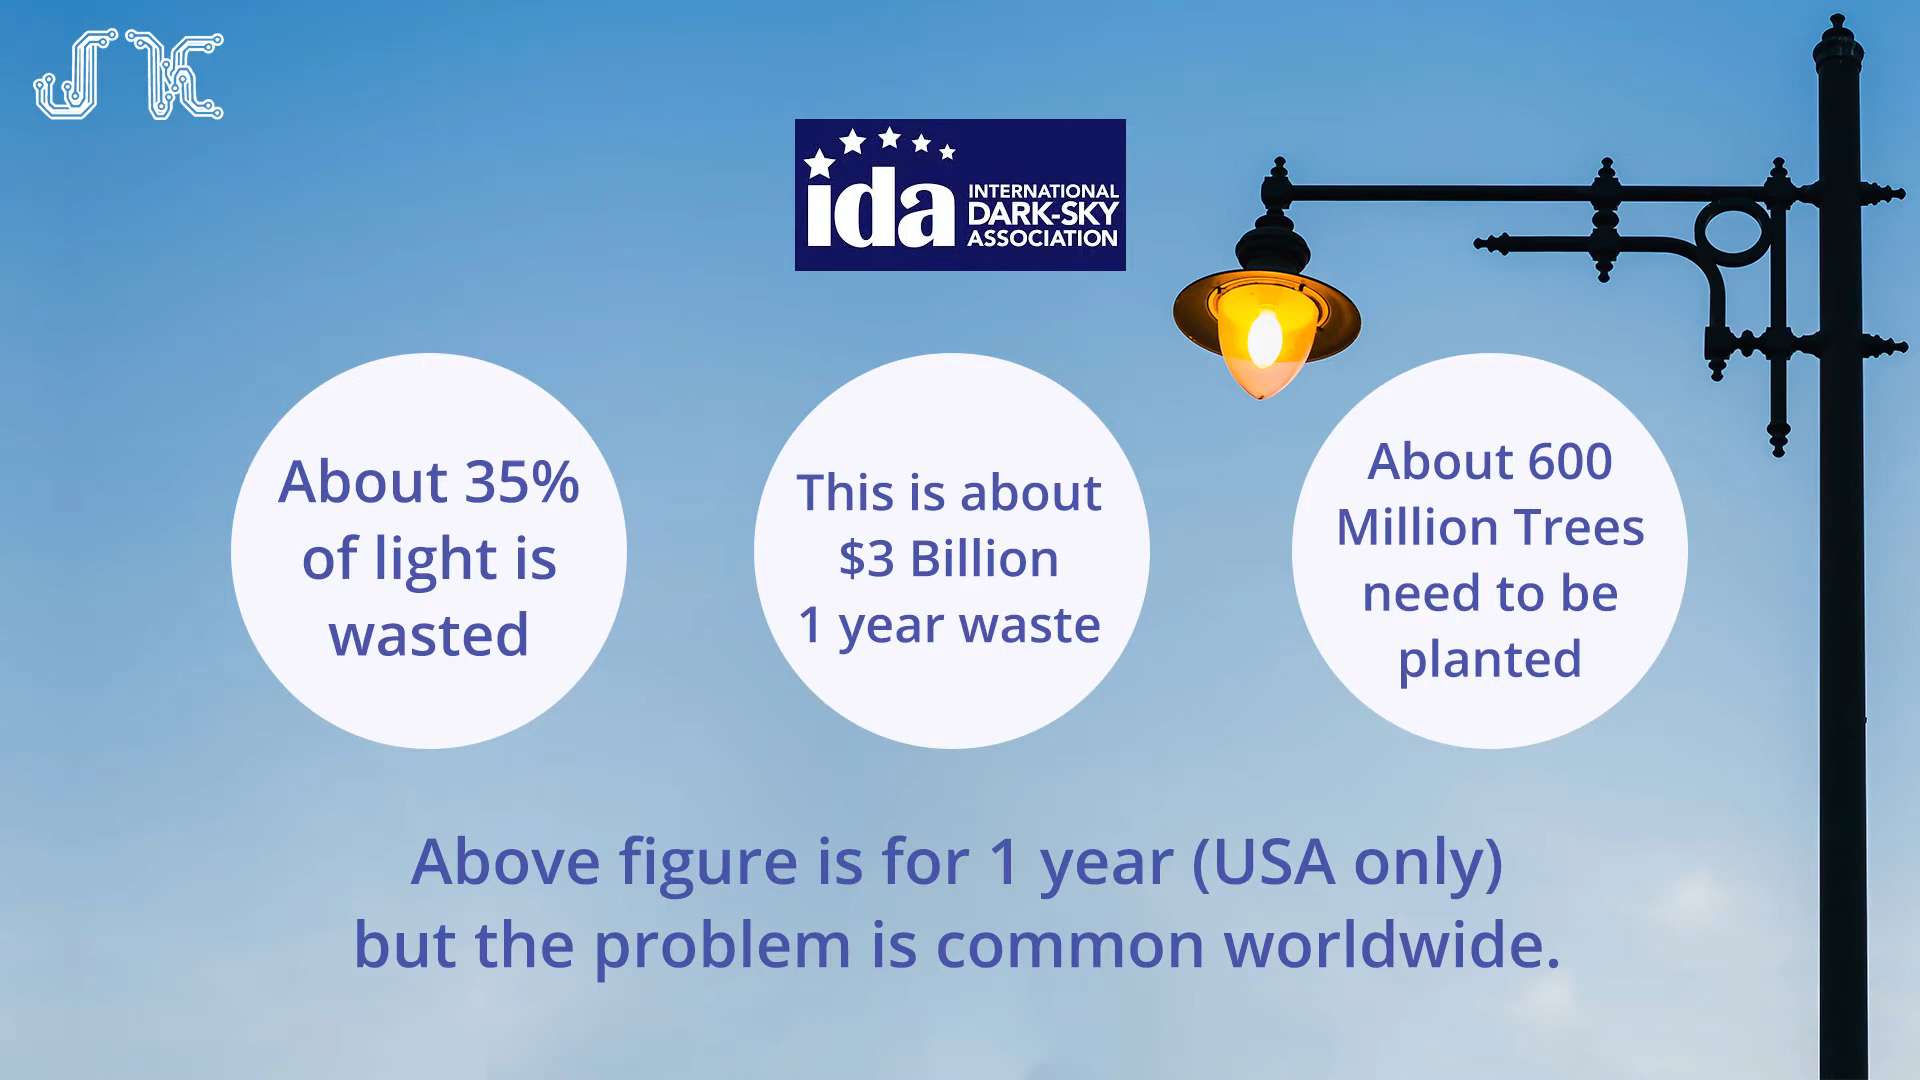 JK
ida
INTERNATIONAL
DARK-SKY
ASSOCIATION
About 35%
of light is
wasted
This is about
$3 Billion
1 year waste
About 600
Million Trees
need to be
planted
Above figure is for 1 year (USA only)
but the problem is common worldwide.